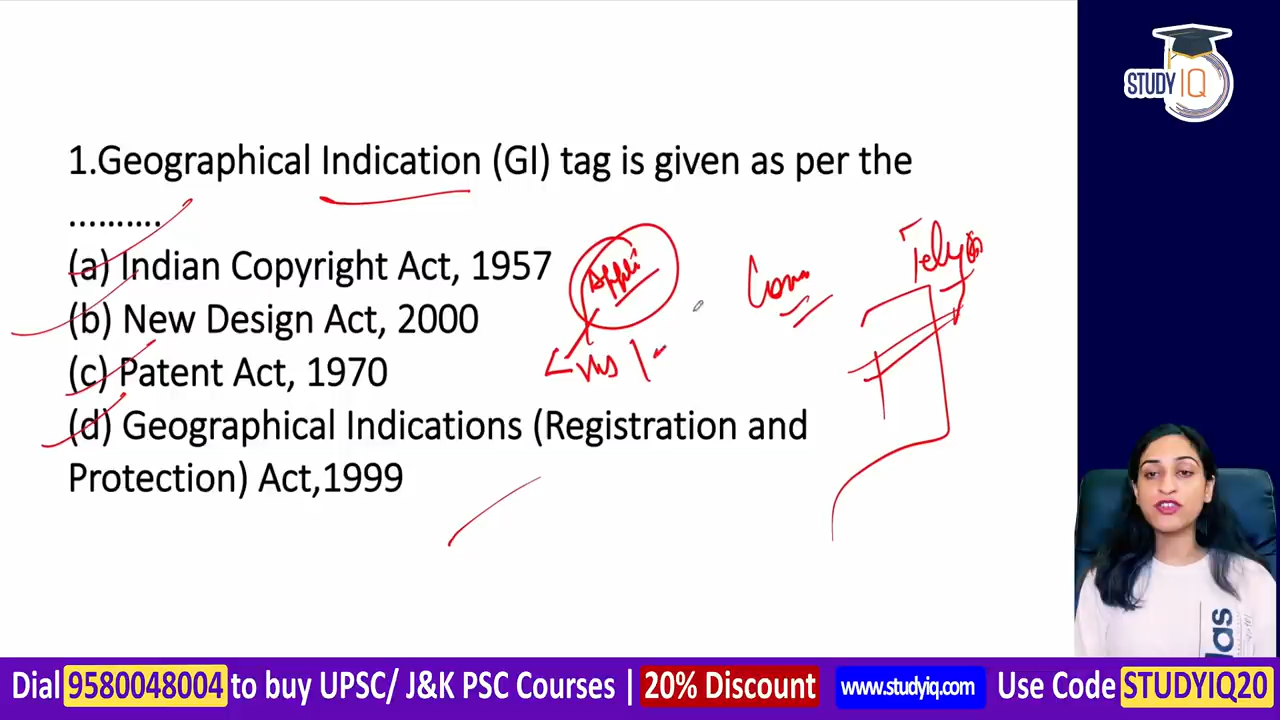 STUDY IQ
1.Geographical Indication (GI) tag is given as per the
..........
(a) Indian Copyright Act, 1957
(b) New Design Act, 2000
(c) Patent Act, 1970
(d) Geographical Indications (Registration and
Protection) Act,1999
Appli
das
Dial 9580048004 to buy UPSC/ J&K PSC Courses | 20% Discount www.studyiq.com Use Code STUDYIQ20